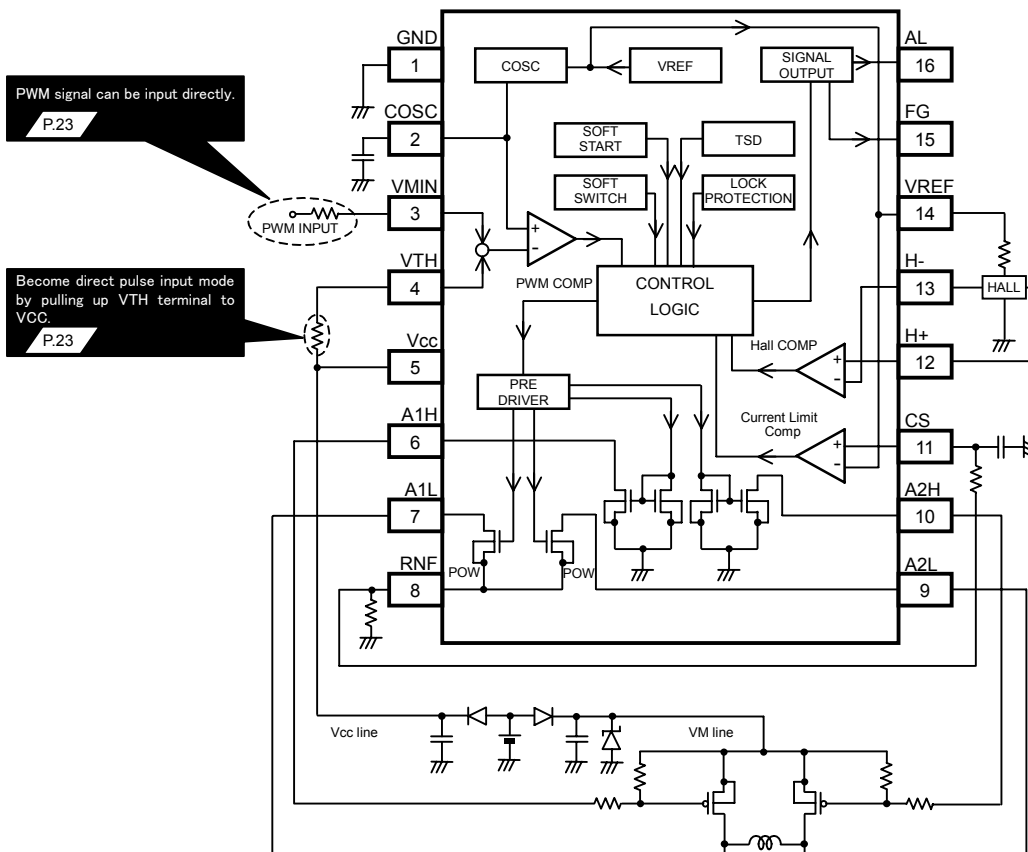 PWM signal can be input directly.
P.23
Become direct pulse input mode
by pulling up VTH terminal to
VCC.
P.23
GND
1
COSC
2
VMIN
3
PWM INPUT
VTH
4
Vcc
5
A1H
6
A1L
7
RNF
8
COSC
VREF
SIGNAL
OUTPUT
SOFT
START
TSD
SOFT
SWITCH
LOCK
PROTECTION
+
-
PWM COMP
CONTROL
LOGIC
Hall COMP
+
-
PRE
DRIVER
Current Limit
Comp
+
-
POW
POW
AL
16
FG
15
VREF
14
H-
13
HALL
H+
12
CS
11
A2H
10
A2L
9
Vcc line
VM line